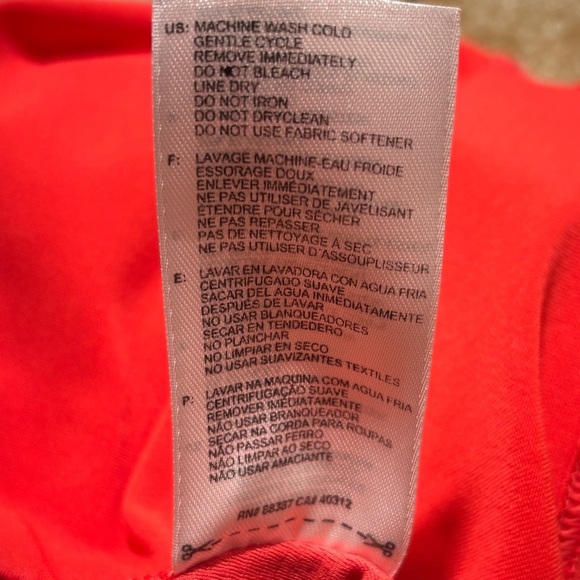 US: MACHINE WASH COLD
GENTLE CYCLE
REMOVE IMMEDIATELY
DO NOT BLEACH
LINE DRY
DO NOT IRON
DO NOT DRYCLEAN
DO NOT USE FABRIC SOFTENER
F: LAVAGE MACHINE-EAU FROIDE
ESSORAGE DOUX
ENLEVER IMMÉDIATEMENT
NE PAS UTILISER DE JAVELISANT
ÉTENDRE POUR SÉCHER
NE PAS REPASSER
PAS DE NETTOYAGE À SEC
NE PAS UTILISER D'ASSOUPLISSEUR
E: LAVAR EN LAVADORA CON AGUA FRIA
CENTRIFUGADO SUAVE
SACAR DEL AGUA INMEDIATAMENTE
DESPUÉS DE LAVAR
NO USAR BLANQUEADORES
SECAR EN TENDEDERO
NO PLANCHAR
NO LIMPIAR EN SECO
NO USAR SUAVIZANTES TEXTILES
P: LAVAR NA MAQUINA COM AGUA FRIA
CENTRIFUGAÇÃO SUAVE
REMOVER IMEDIATAMENTE
NÃO USAR BRANQUEADOR
SECAR NA CORDA PARA ROUPAS
NÃO PASSAR FERRO
NÃO LIMPAR AO SECO
NÃO USAR AMACIANTE
RN# 88387 CA# 40312